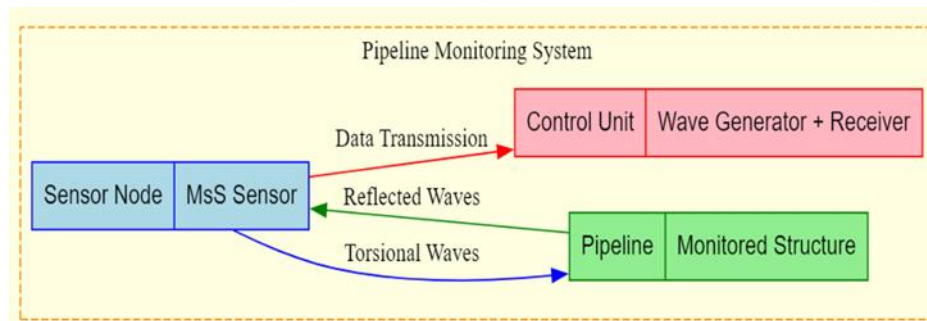 Pipeline Monitoring System
Control Unit Wave Generator + Receiver
Data Transmission
Sensor Node MsS Sensor
Reflected Waves
Pipeline Monitored Structure
Torsional Waves